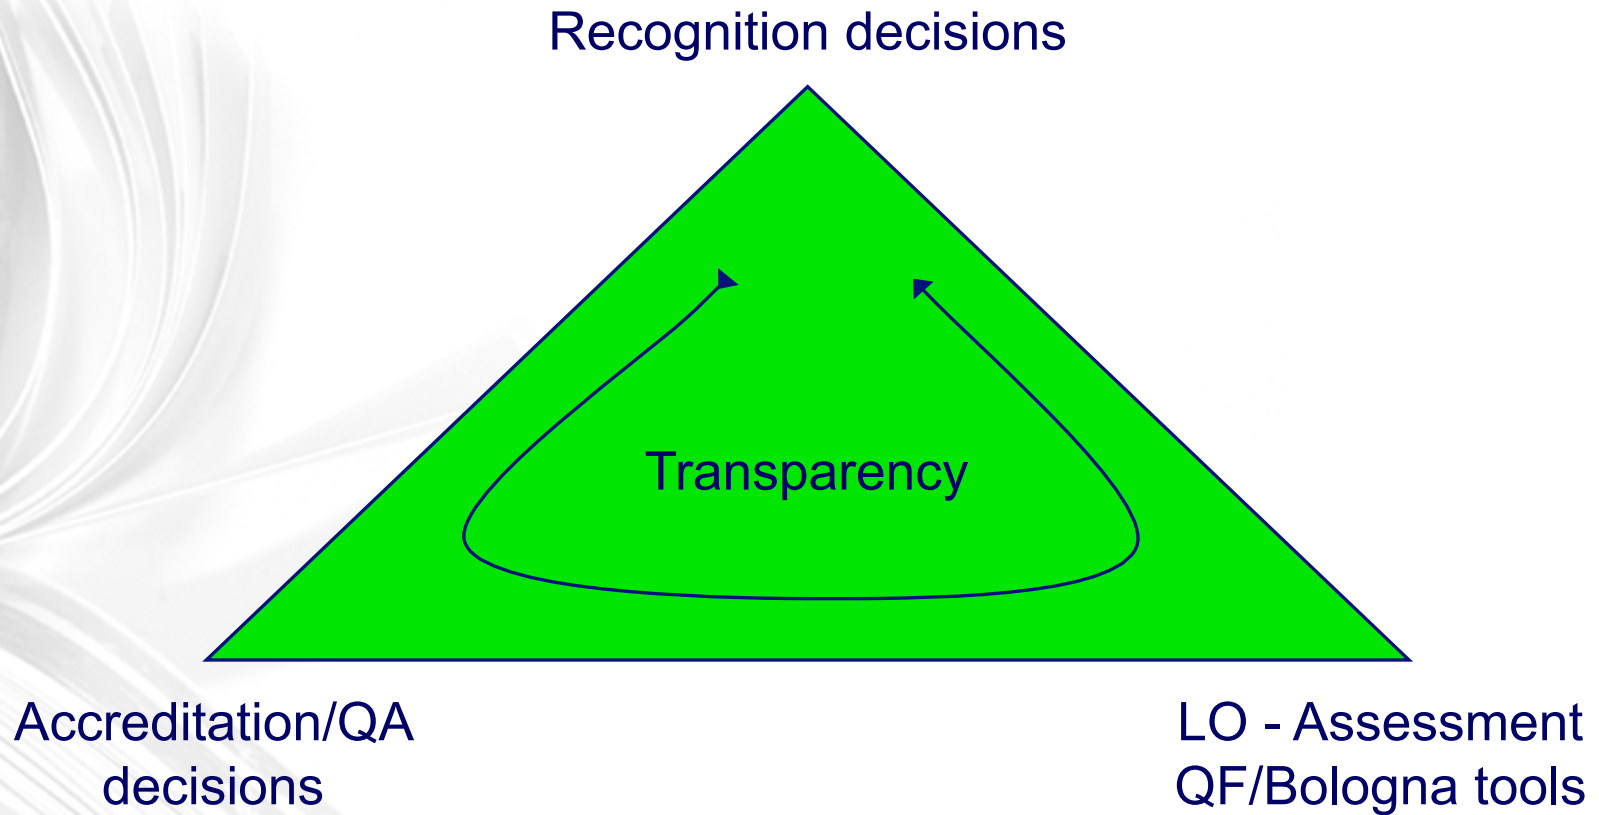 Recognition decisions
Transparency
Accreditation/QA
decisions
LO - Assessment
QF/Bologna tools